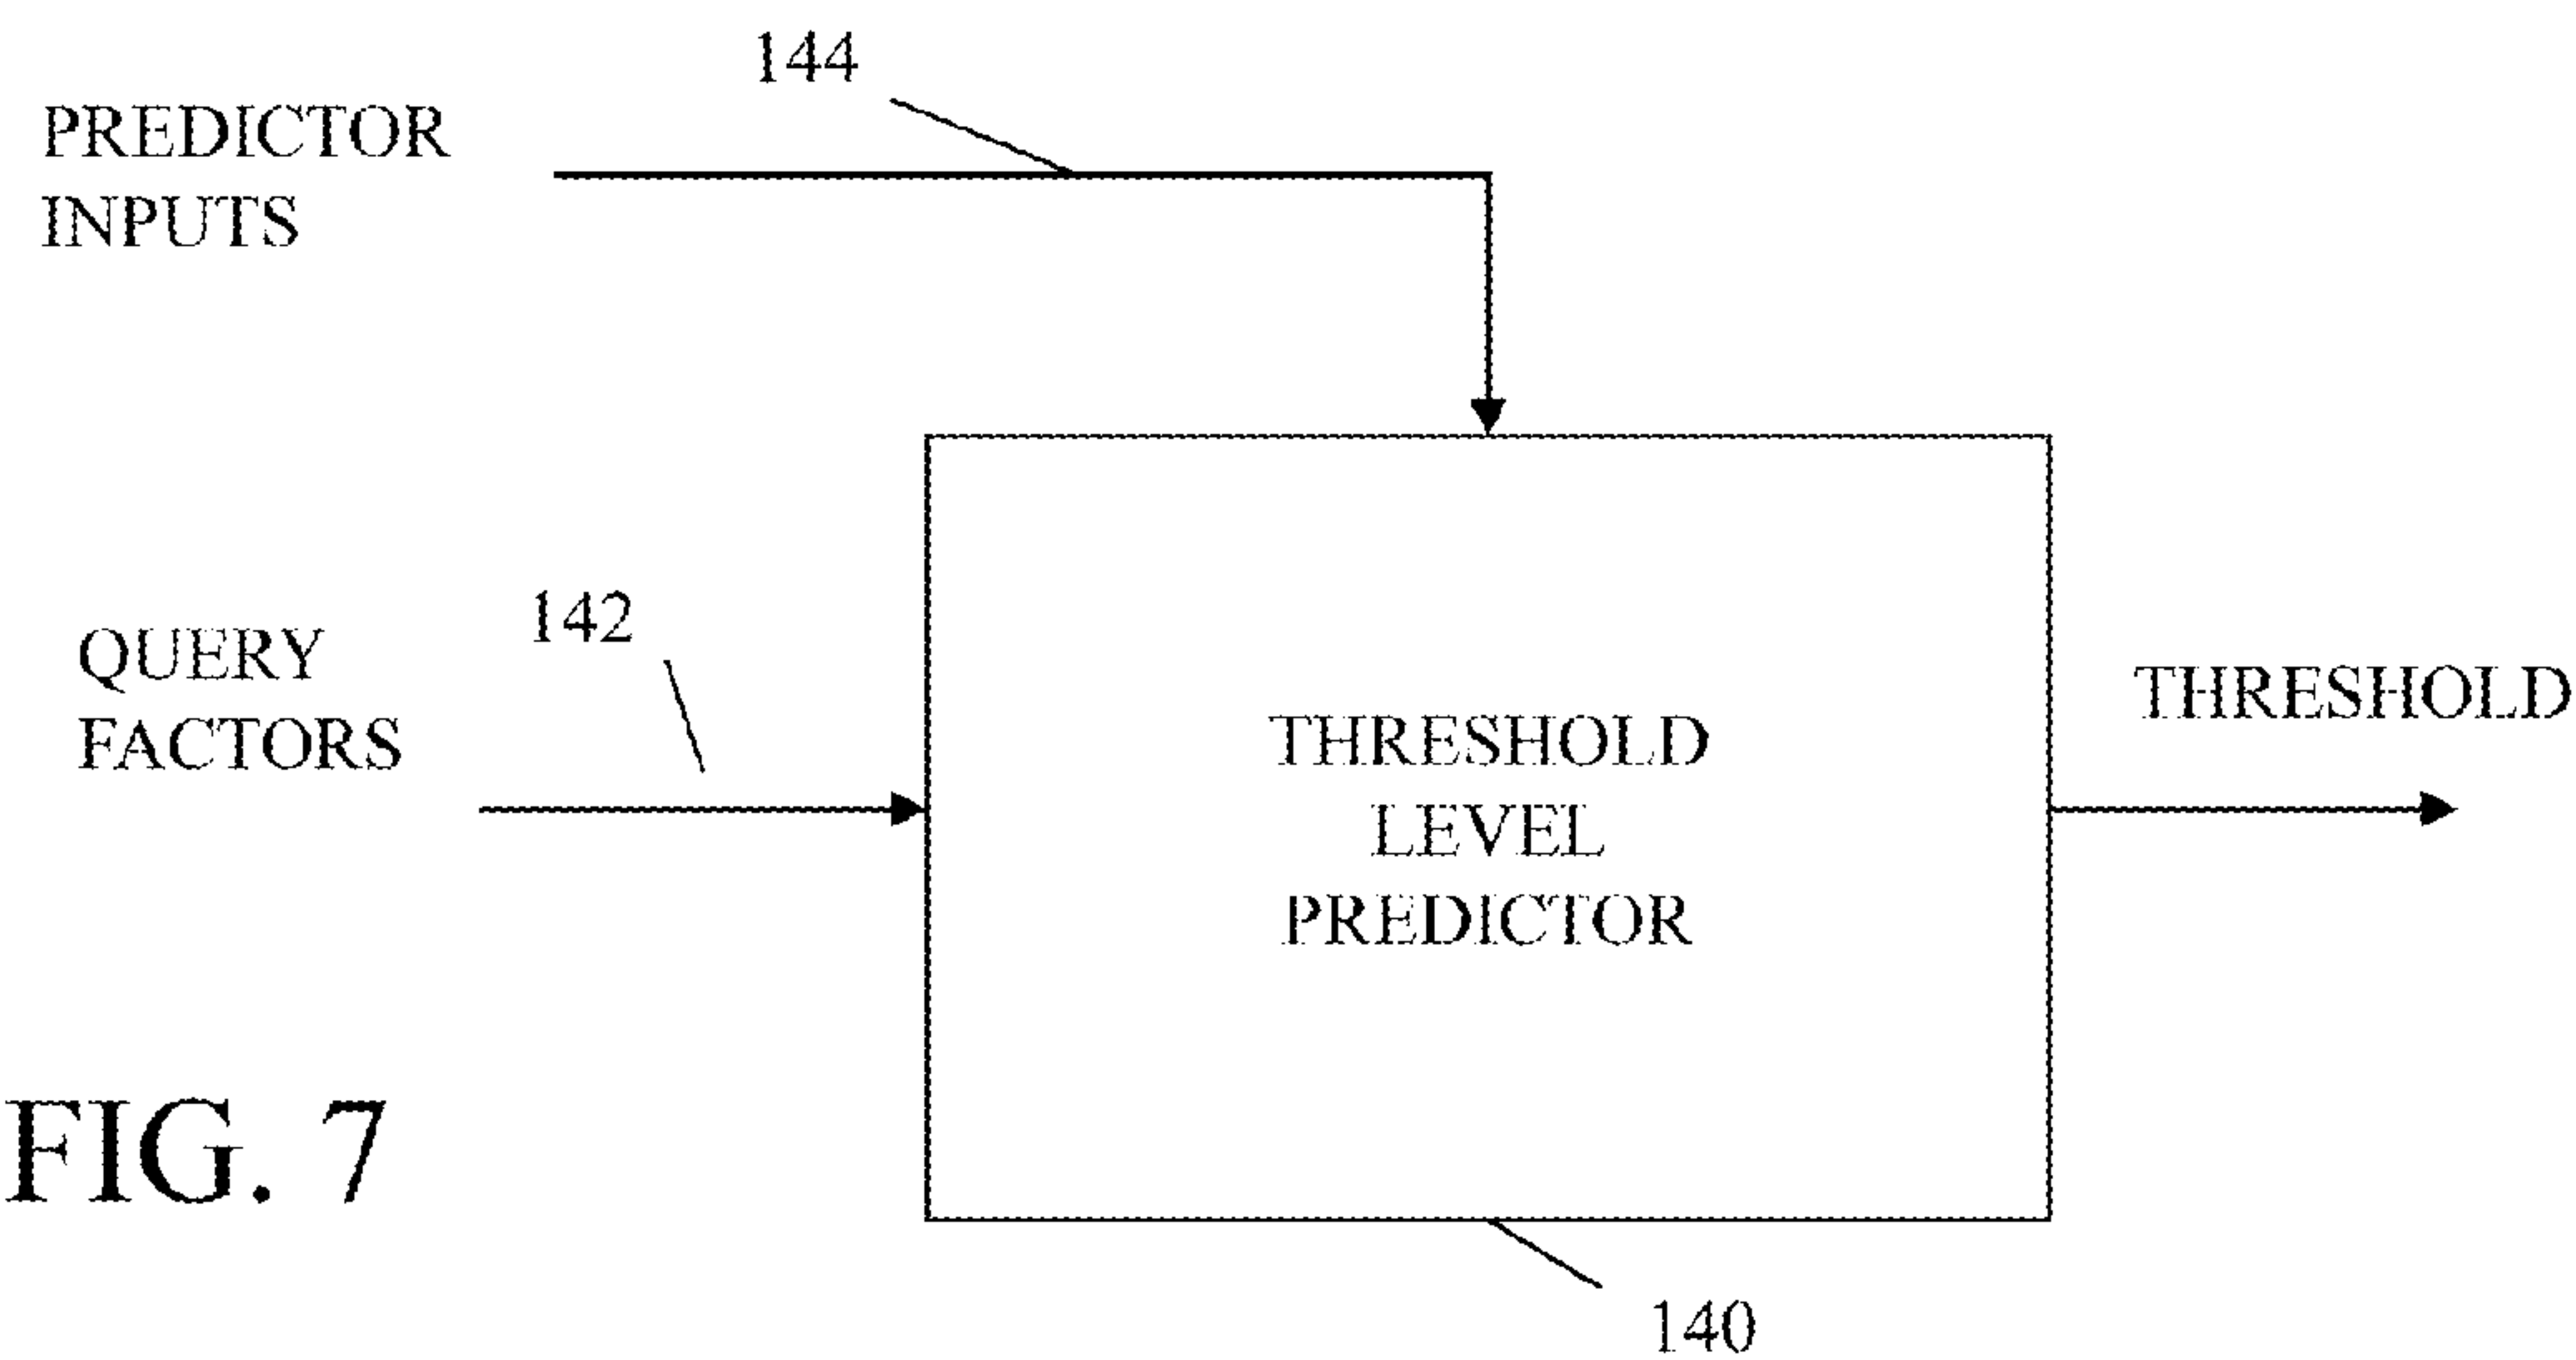 144
PREDICTOR
INPUTS
142
QUERY
FACTORS
THRESHOLD
LEVEL
PREDICTOR
THRESHOLD
FIG. 7
140